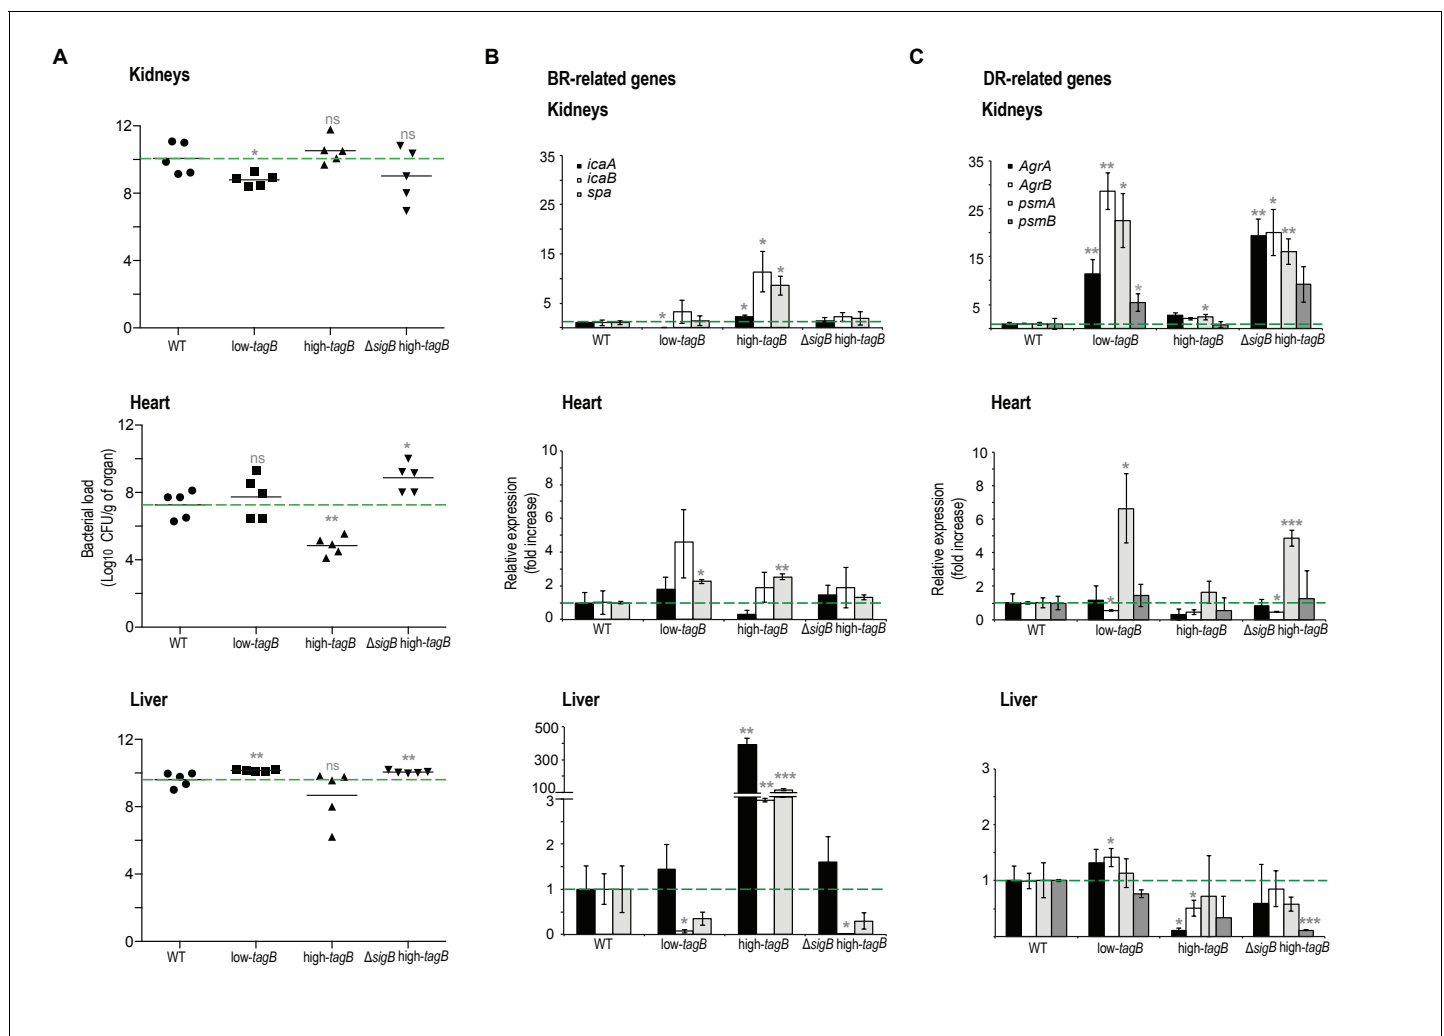 A
Kidneys
12
8
4
0
ns
*
ns
WT
low-tagB
high-tagB
ΔsigB high-tagB
Heart
Bacterial load
(Log10 CFU/g of organ)
12
8
4
0
ns
**
*
WT
low-tagB
high-tagB
ΔsigB high-tagB
Liver
12
8
4
0
**
ns
**
WT
low-tagB
high-tagB
ΔsigB high-tagB
B
BR-related genes
Kidneys
35
25
15
5
icaA
icaB
spa
*
*
*
*
WT
low-tagB
high-tagB
ΔsigB high-tagB
Heart
Relative expression
(fold increase)
10
8
6
4
2
0
*
**
WT
low-tagB
high-tagB
ΔsigB high-tagB
Liver
500
300
100
3
2
1
0
*
**
**
***
*
WT
low-tagB
high-tagB
ΔsigB high-tagB
C
DR-related genes
Kidneys
35
25
15
5
AgrA
AgrB
psmA
psmB
**
**
*
*
*
**
*
**
WT
low-tagB
high-tagB
ΔsigB high-tagB
Heart
Relative expression
(fold increase)
10
8
6
4
2
0
*
*
*
***
WT
low-tagB
high-tagB
ΔsigB high-tagB
Liver
3
2
1
*
*
*
***
WT
low-tagB
high-tagB
ΔsigB high-tagB